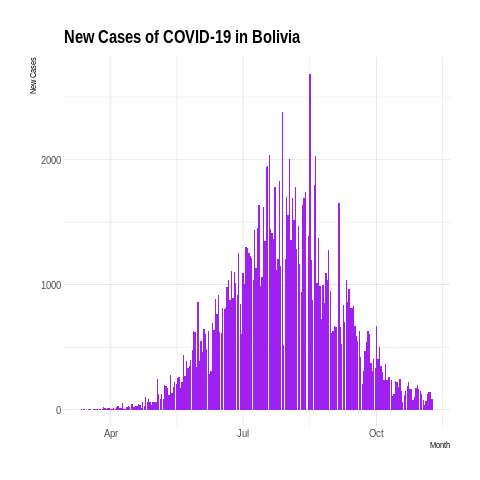 New Cases of COVID-19 in Bolivia
New Cases
2000
1000
0
Apr
Jul
Oct
Month